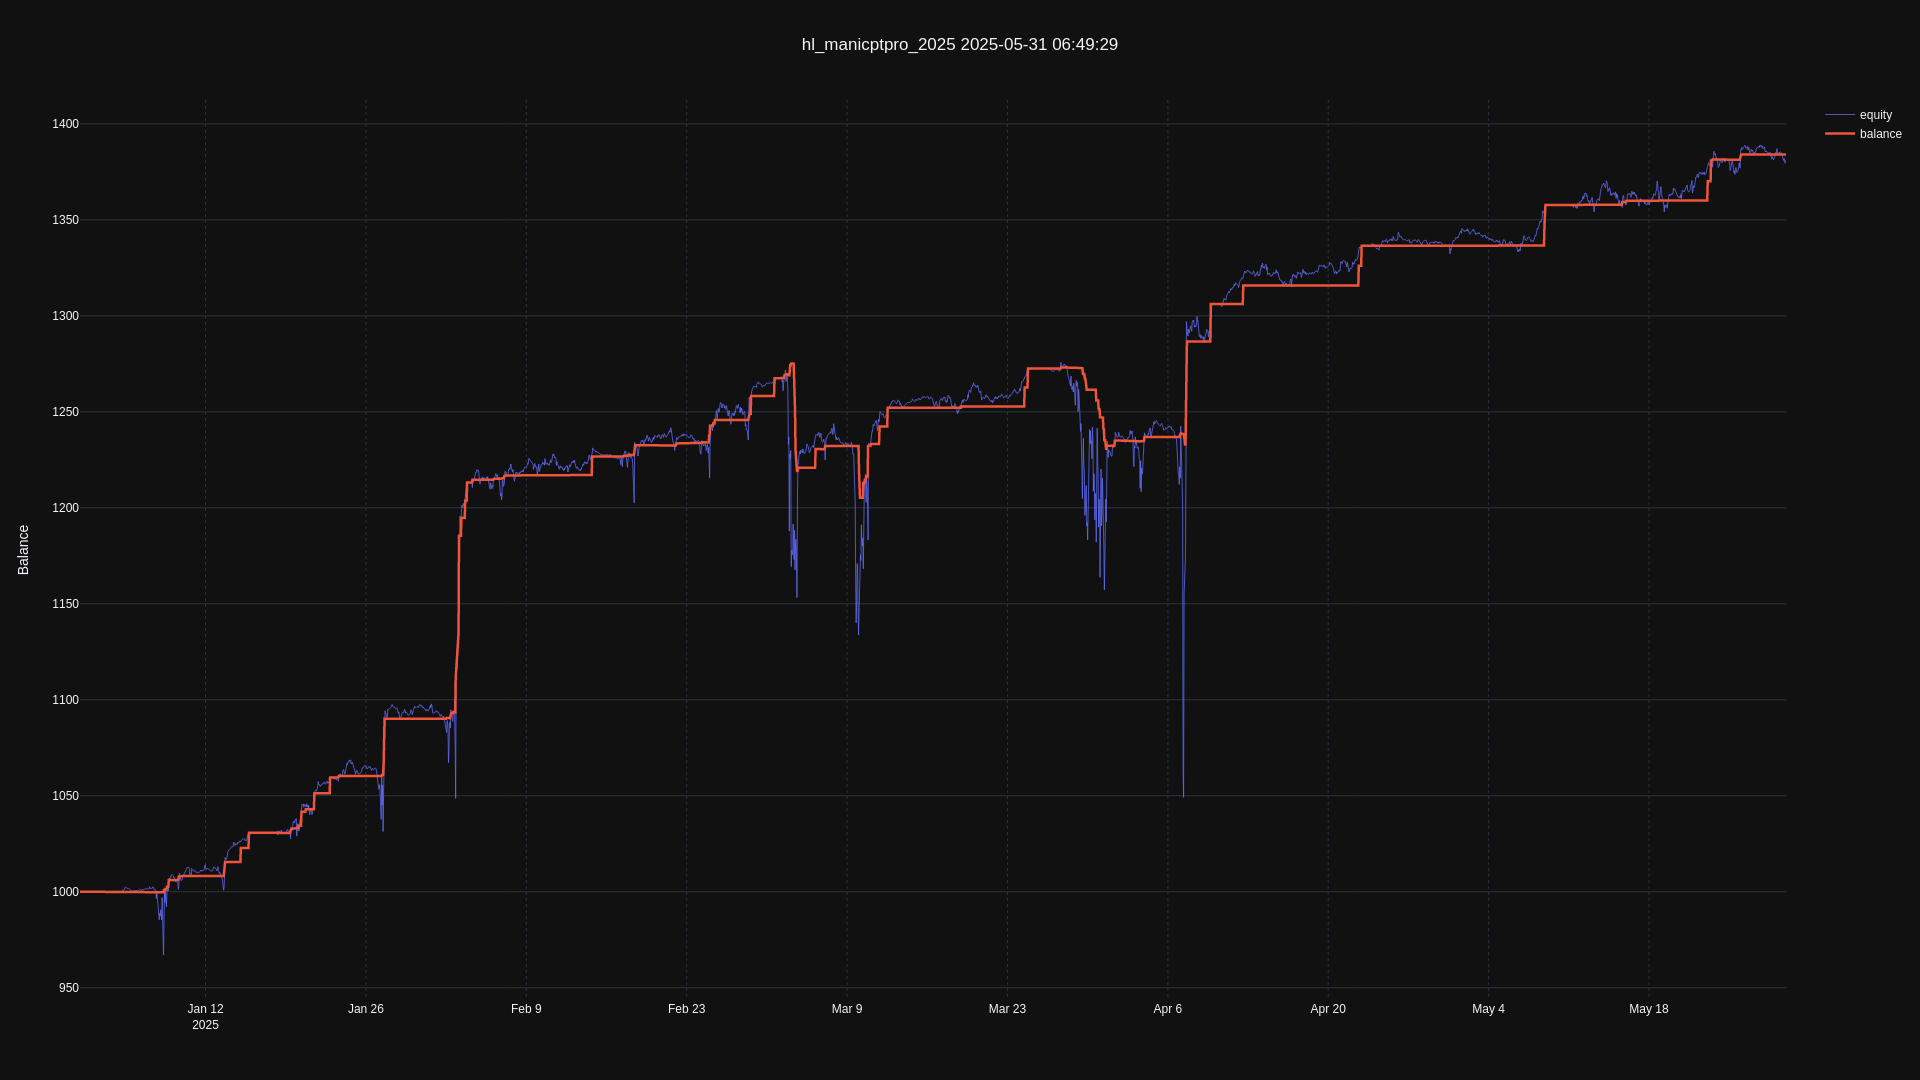 hl_manicptpro_2025 2025-05-31 06:49:29
equity
balance
1400
1350
1300
1250
1200
1150
1100
1050
1000
950
Balance
Jan 12
2025
Jan 26
Feb 9
Feb 23
Mar 9
Mar 23
Apr 6
Apr 20
May 4
May 18